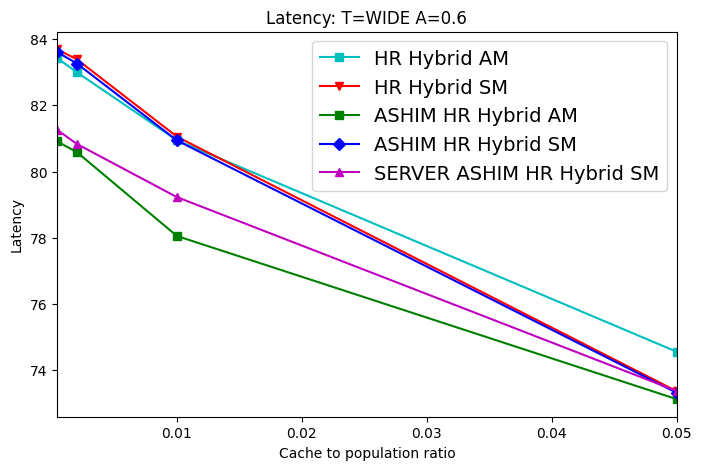 Latency: T=WIDE A=0.6
84
82
80
78
76
74
Latency
HR Hybrid AM
HR Hybrid SM
ASHIM HR Hybrid AM
ASHIM HR Hybrid SM
SERVER ASHIM HR Hybrid SM
0.01 0.02 0.03 0.04 0.05
Cache to population ratio